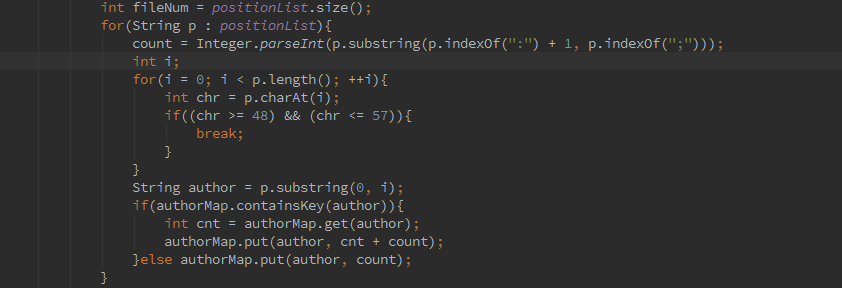 int fileNum = positionList.size();
for(String p : positionList){
count = Integer.parseInt(p.substring(p.indexOf(":") + 1, p.indexOf(";")));
int i;
for(i = 0; i < p.length(); ++i){
int chr = p.charAt(i);
if((chr >= 48) && (chr <= 57)){
break;
}
}
String author = p.substring(0, i);
if(authorMap.containsKey(author)){
int cnt = authorMap.get(author);
authorMap.put(author, cnt + count);
}else authorMap.put(author, count);
}